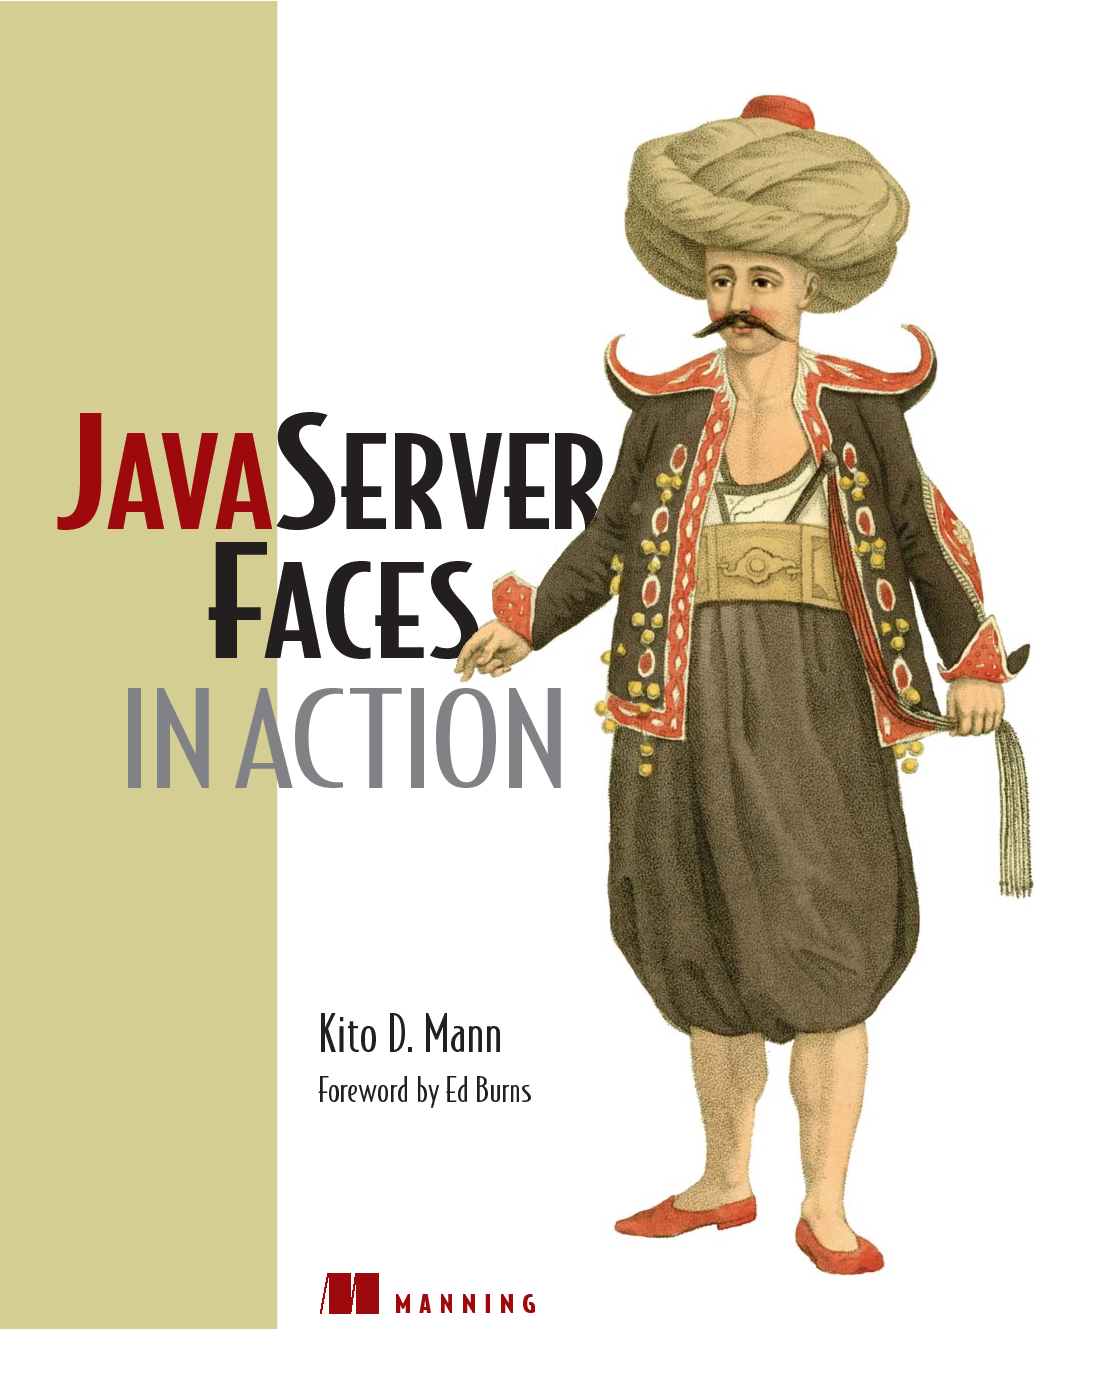 JAVASERVER
FACES
IN ACTION
Kito D. Mann
Foreword by Ed Burns
MANNING